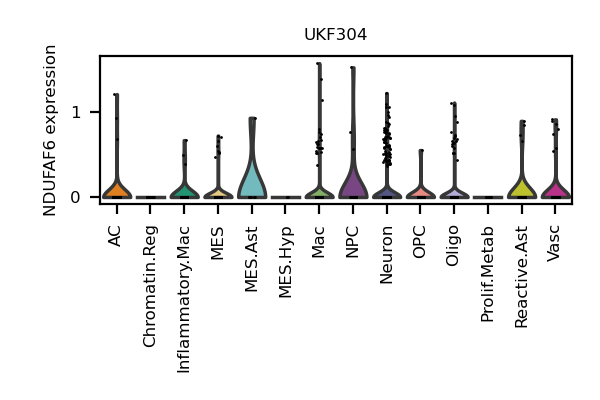 UKF304
NDUFAF6 expression
1
0
AC
Chromatin.Reg
Inflammatory.Mac
MES
MES.Ast
MES.Hyp
Mac
NPC
Neuron
OPC
Oligo
Prolif.Metab
Reactive.Ast
Vasc